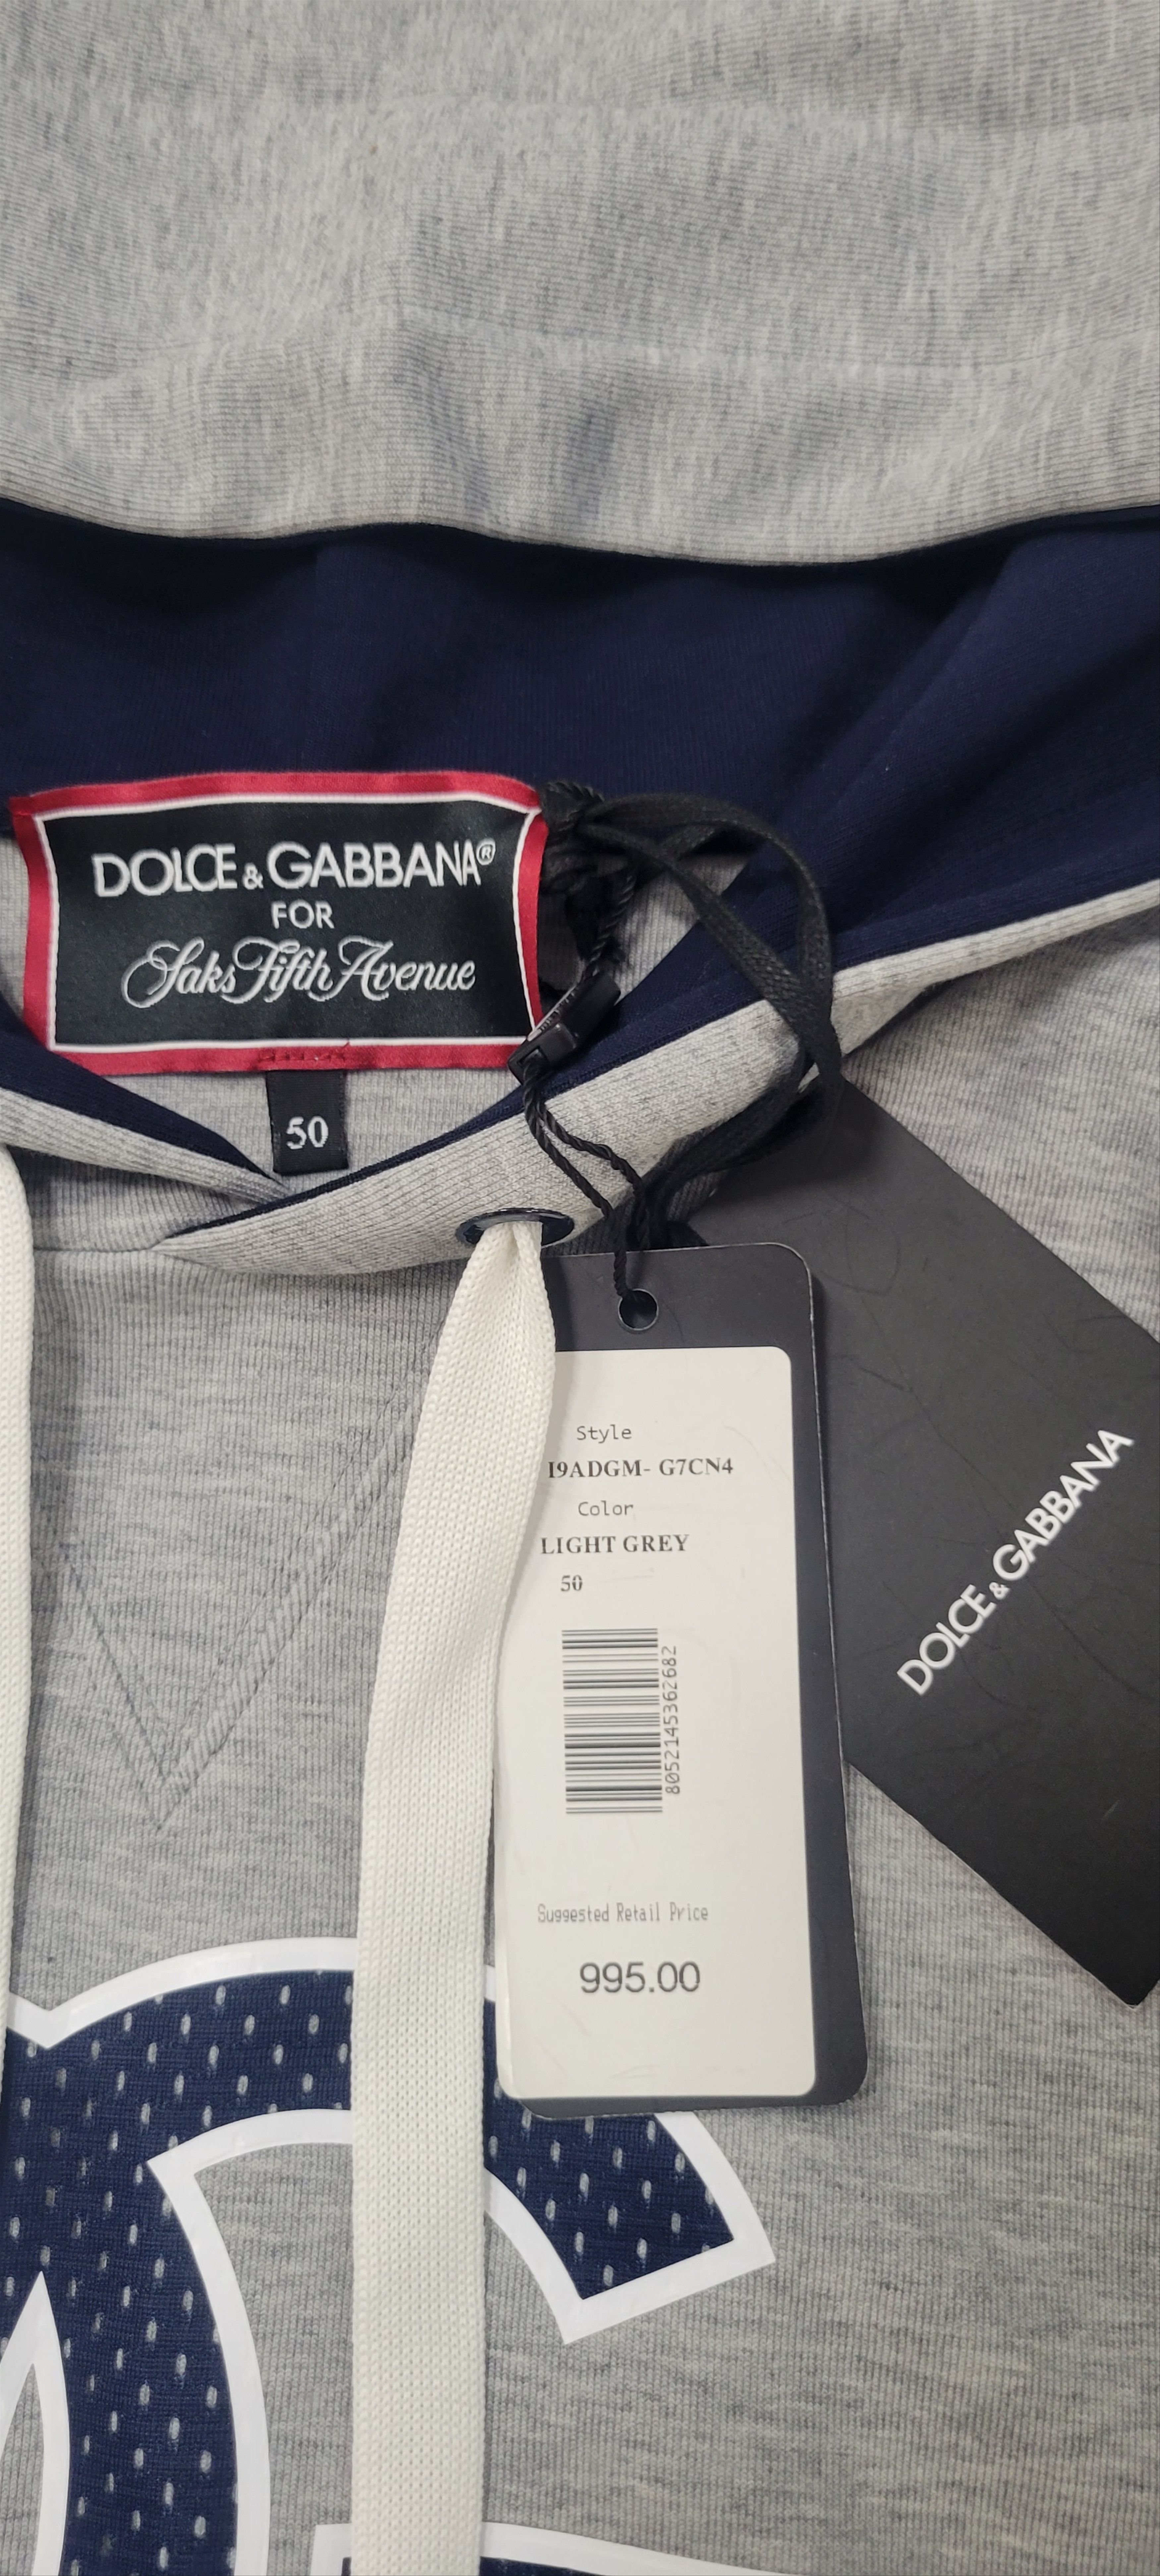 DOLCE & GABBANA®
FOR
Saks Fifth Avenue
50
Style
I9ADGM- G7CN4
Color
LIGHT GREY
50
8052145362682
Suggested Retail Price
995.00
DOLCE & GABBANA